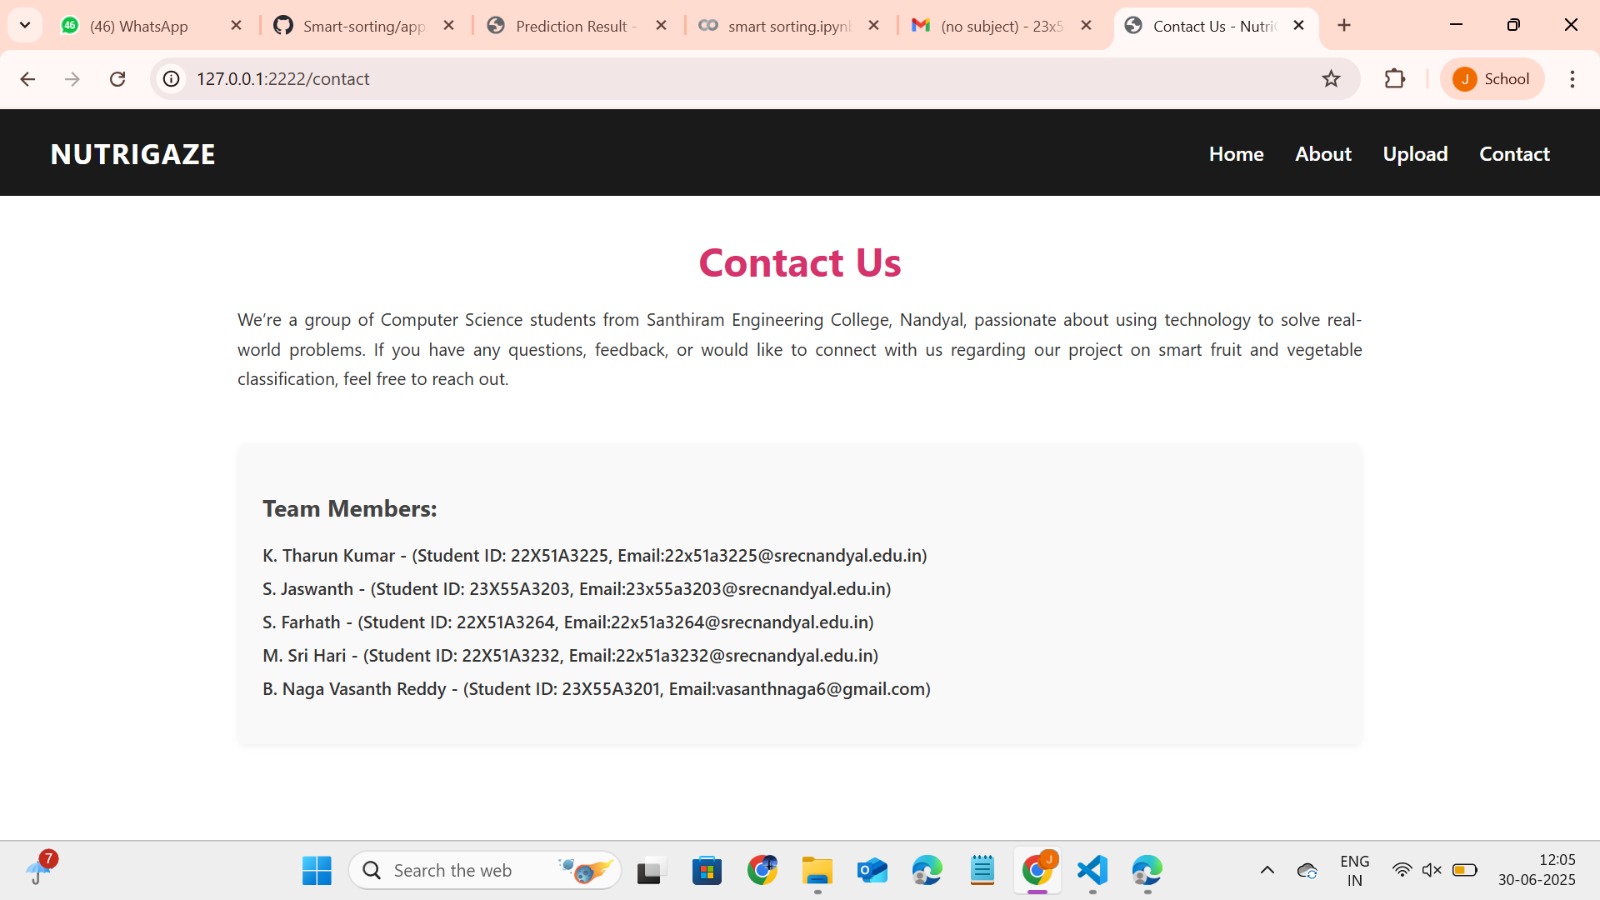 (46) WhatsApp
Smart-sorting/app
Prediction Result -
smart sorting.ipyn
(no subject) - 23x5
Contact Us - Nutri
127.0.0.1:2222/contact
J School
NUTRIGAZE
Home About Upload Contact
Contact Us
We’re a group of Computer Science students from Santhiram Engineering College, Nandyal, passionate about using technology to solve real-
world problems. If you have any questions, feedback, or would like to connect with us regarding our project on smart fruit and vegetable
classification, feel free to reach out.
Team Members:
K. Tharun Kumar - (Student ID: 22X51A3225, Email:22x51a3225@srecnandyal.edu.in)
S. Jaswanth - (Student ID: 23X55A3203, Email:23x55a3203@srecnandyal.edu.in)
S. Farhath - (Student ID: 22X51A3264, Email:22x51a3264@srecnandyal.edu.in)
M. Sri Hari - (Student ID: 22X51A3232, Email:22x51a3232@srecnandyal.edu.in)
B. Naga Vasanth Reddy - (Student ID: 23X55A3201, Email:vasanthnaga6@gmail.com)
7
Search the web
J
ENG
IN
12:05
30-06-2025